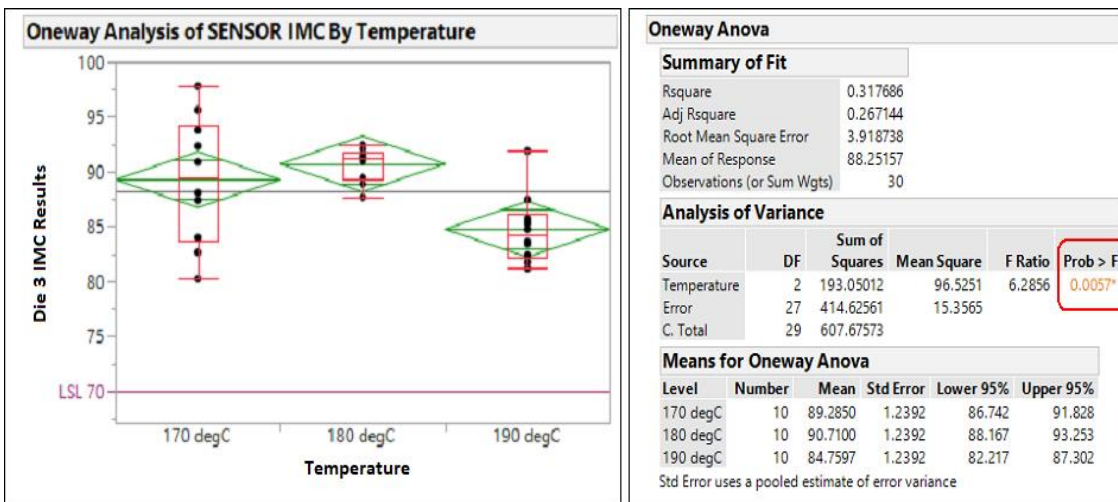 Oneway Analysis of SENSOR IMC By Temperature
100
95
90
85
80
75
LSL 70
Die 3 IMC Results
170 degC 180 degC 190 degC
Temperature
Oneway Anova
Summary of Fit
Rsquare 0.317686
Adj Rsquare 0.267144
Root Mean Square Error 3.918738
Mean of Response 88.25157
Observations (or Sum Wgts) 30
Analysis of Variance
Sum of
Source DF Squares Mean Square F Ratio Prob > F
Temperature 2 193.05012 96.5251 6.2856 0.0057*
Error 27 414.62561 15.3565
C. Total 29 607.67573
Means for Oneway Anova
Level Number Mean Std Error Lower 95% Upper 95%
170 degC 10 89.2850 1.2392 86.742 91.828
180 degC 10 90.7100 1.2392 88.167 93.253
190 degC 10 84.7597 1.2392 82.217 87.302
Std Error uses a pooled estimate of error variance